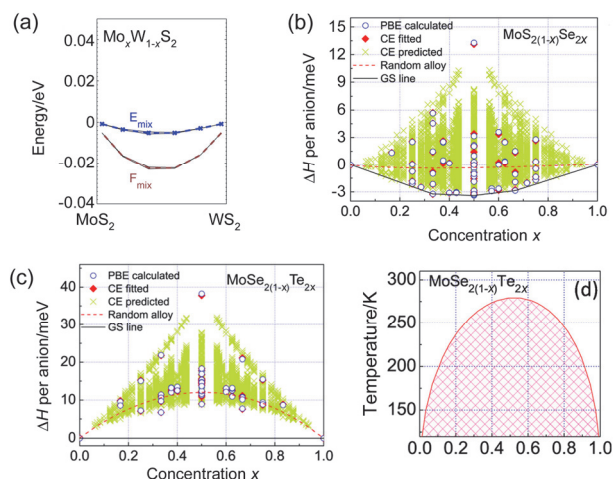 (a)
Mo𝑥W1-𝑥S2
0.04
0.02
0
-0.02
-0.04
Energy/eV
Emix
Fmix
MoS2
WS2
(b)
MoS2(1-x)Se2x
PBE calculated
CE fitted
CE predicted
Random alloy
GS line
15
12
9
6
3
0
-3
ΔH per anion/meV
0.0 0.2 0.4 0.6 0.8 1.0
Concentration x
(c)
MoSe2(1-x)Te2x
PBE calculated
CE fitted
CE predicted
Random alloy
GS line
50
40
30
20
10
0
ΔH per anion/meV
0.0 0.2 0.4 0.6 0.8 1.0
Concentration x
(d)
MoSe2(1-x)Te2x
300
250
200
150
Temperature/K
0.0 0.2 0.4 0.6 0.8 1.0
Concentration x